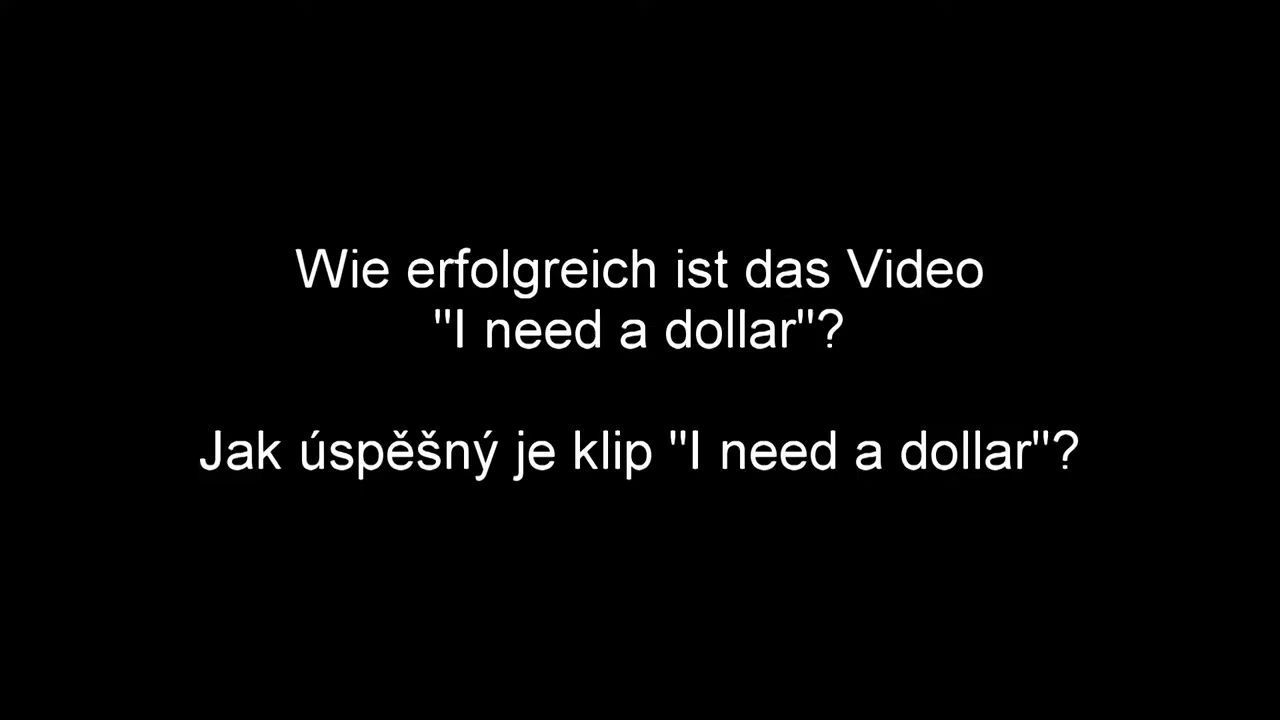 Wie erfolgreich ist das Video
"I need a dollar"?
Jak úspěšný je klip "I need a dollar"?